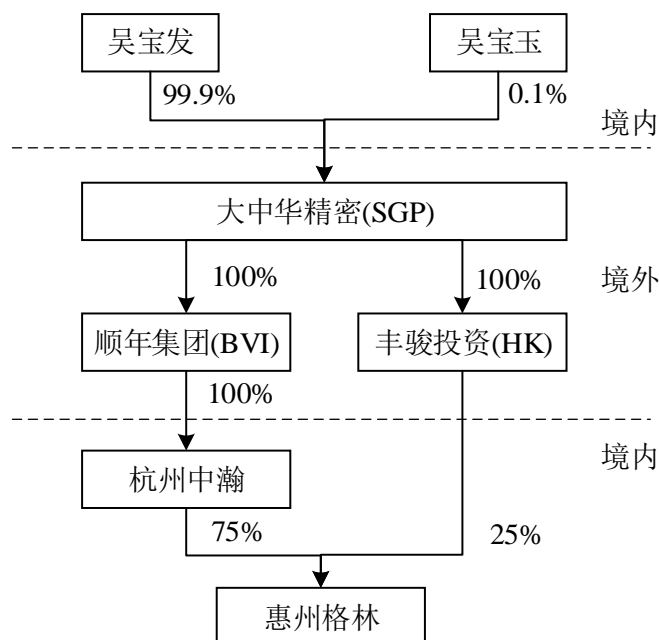 吴宝发 吴宝玉
99.9% 0.1%
境内
大中华精密(SGP)
100% 100% 境外
顺年集团(BVI) 丰骏投资(HK)
100%
境内
杭州中瀚
75% 25%
惠州格林